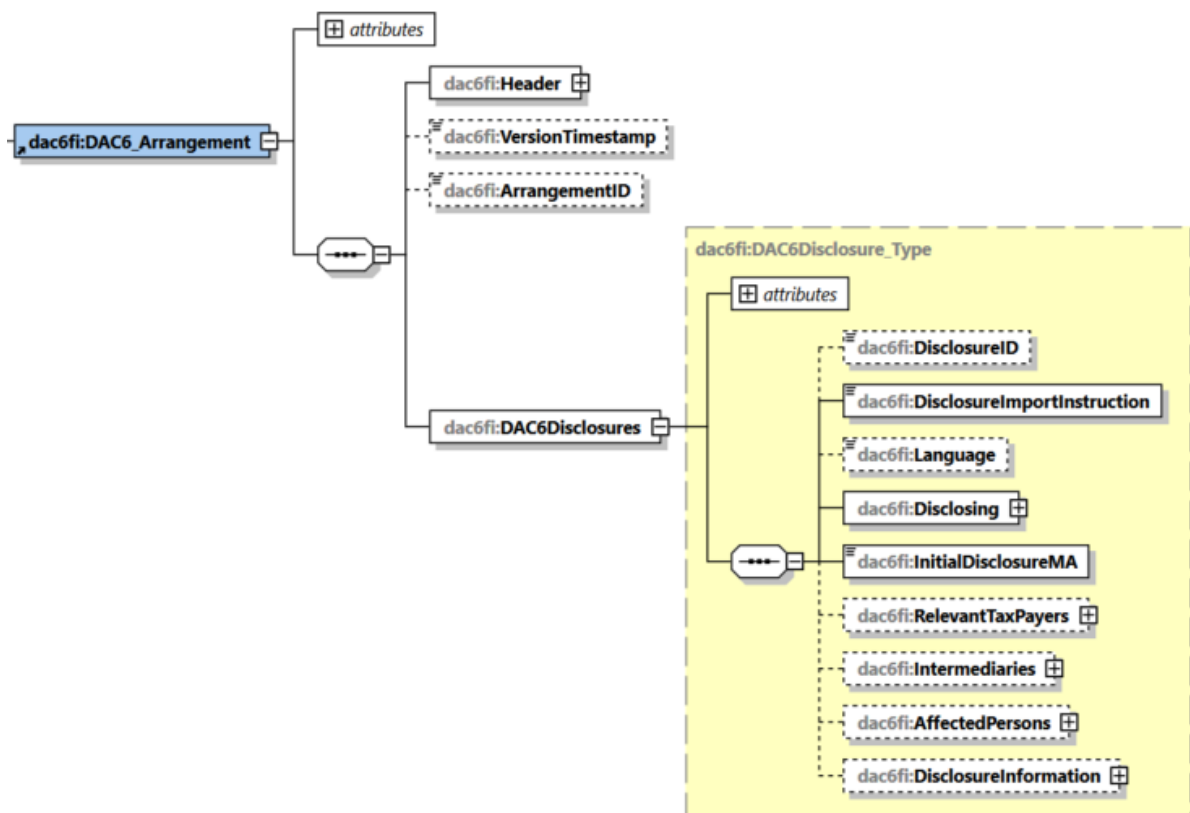 attributes
dac6fi:Header
dac6fi:VersionTimestamp
dac6fi:DAC6_Arrangement
dac6fi:ArrangementID
dac6fi:DAC6Disclosure_Type
attributes
dac6fi:DisclosureID
dac6fi:DisclosureImportInstruction
dac6fi:DAC6Disclosures
dac6fi:Language
dac6fi:Disclosing
dac6fi:InitialDisclosureMA
dac6fi:RelevantTaxPayers
dac6fi:Intermediaries
dac6fi:AffectedPersons
dac6fi:DisclosureInformation